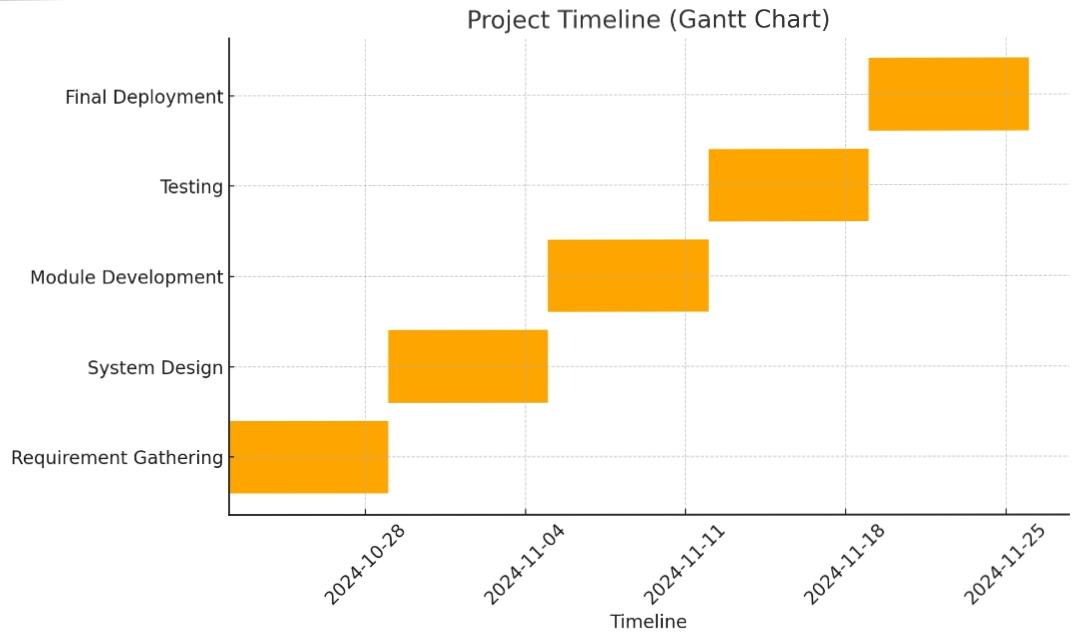 Project Timeline (Gantt Chart)
Final Deployment
Testing
Module Development
System Design
Requirement Gathering
2024-10-28
2024-11-04
2024-11-11
2024-11-18
2024-11-25
Timeline